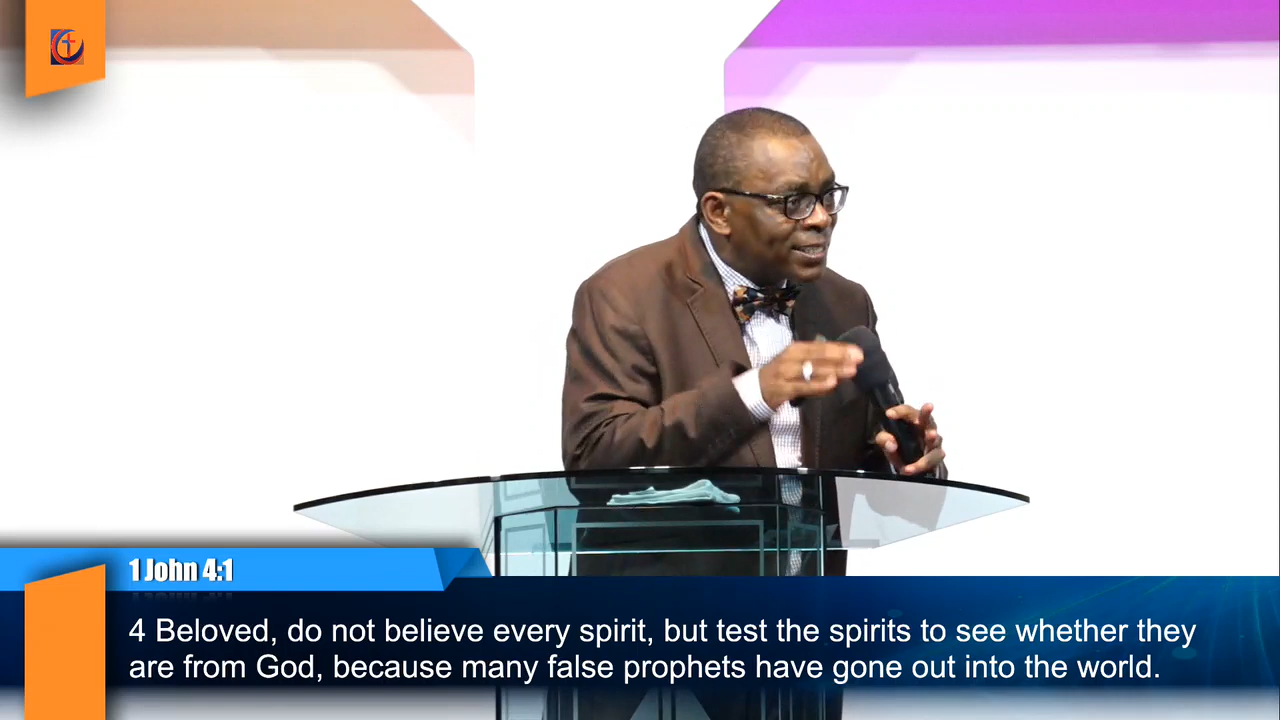 1 John 4:1
4 Beloved, do not believe every spirit, but test the spirits to see whether they
are from God, because many false prophets have gone out into the world.